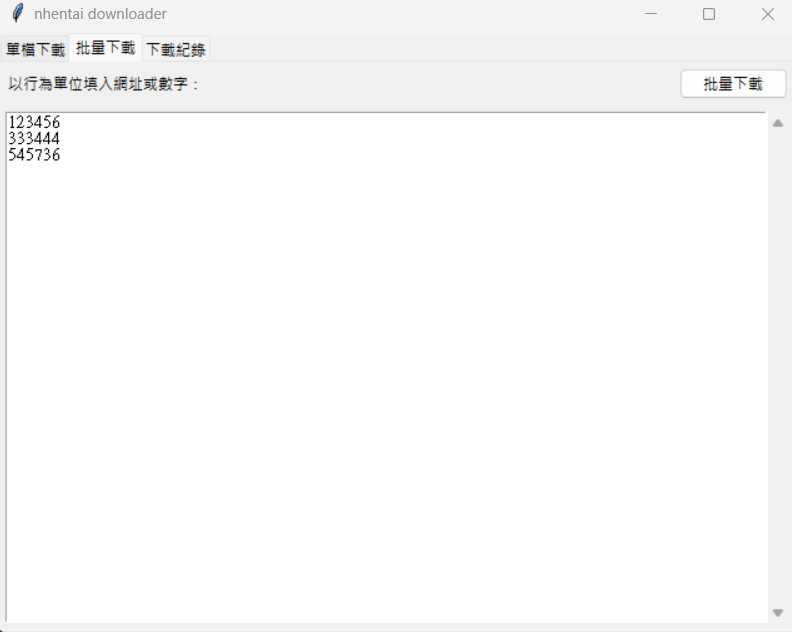 nhentai downloader
單檔下載 批量下載 下載紀錄
以行為單位填入網址或數字： 批量下載
123456
333444
545736